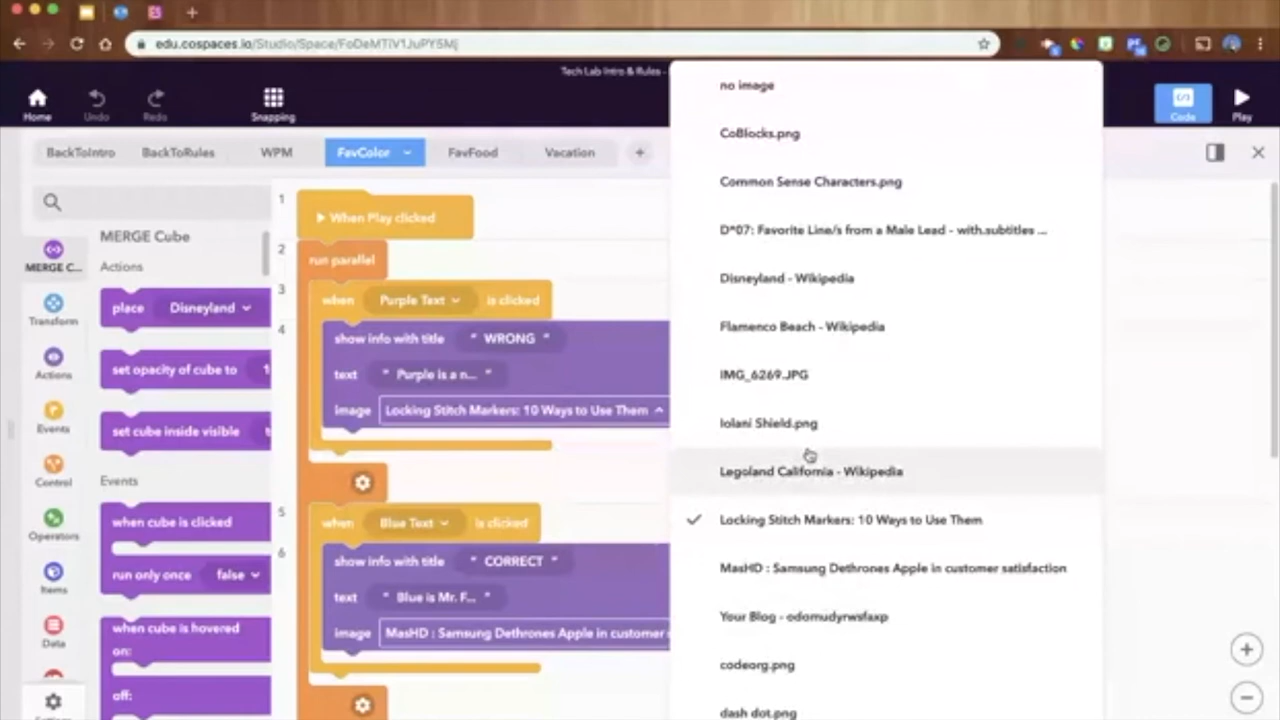 edu.cospaces.io/Studio/Space/FoDeMTiV1JuPY5Mj
Tech Lab Intro & Rules -
Home
Undo
Redo
Snapping
Code
Play
BackToIntro
BackToRules
WPM
FavColor
FavFood
Vacation
MERGE C...
Transform
Actions
Events
Control
Operators
Items
Data
MERGE Cube
Actions
place Disneyland
set opacity of cube to
set cube inside visible
Events
when cube is clicked
run only once false
when cube is hovered
on:
off:
1
When Play clicked
2
run parallel
3
when Purple Text is clicked
4
show info with title " WRONG "
text " Purple is a n... "
image Locking Stitch Markers: 10 Ways to Use Them
5
when Blue Text is clicked
6
show info with title " CORRECT "
text " Blue is Mr. F... "
image MasHD : Samsung Dethrones Apple in customer
no image
CoBlocks.png
Common Sense Characters.png
D*07: Favorite Line/s from a Male Lead - with.subtitles ...
Disneyland - Wikipedia
Flamenco Beach - Wikipedia
IMG_6269.JPG
Iolani Shield.png
Legoland California - Wikipedia
Locking Stitch Markers: 10 Ways to Use Them
MasHD : Samsung Dethrones Apple in customer satisfaction
Your Blog - odomudyrwsfaxp
codeorg.png
dash dot.png